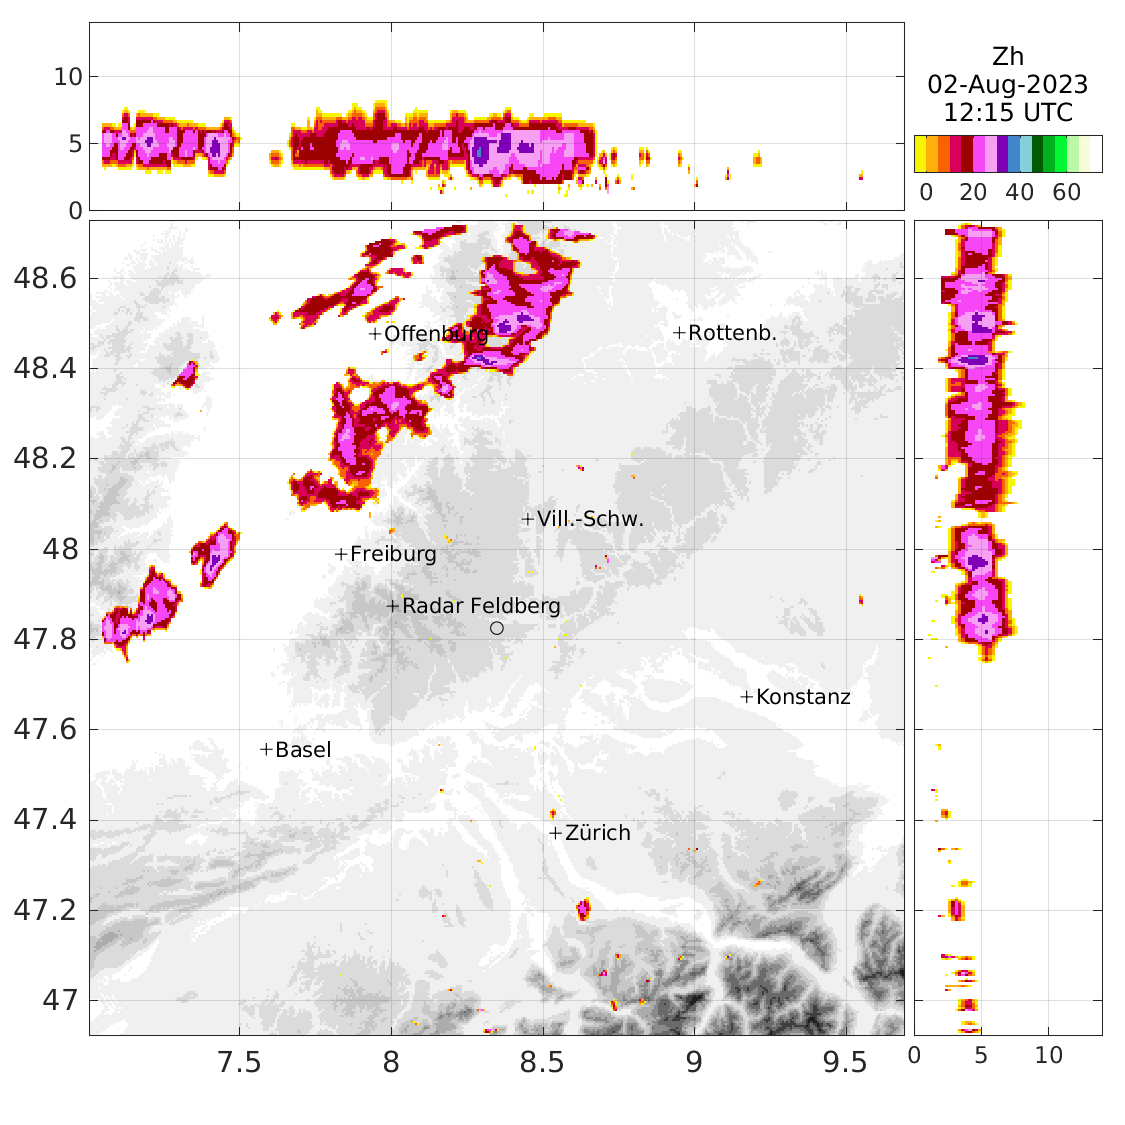 10
5
0
Zh
02-Aug-2023
12:15 UTC
0 20 40 60
48.6
48.4
48.2
48
47.8
47.6
47.4
47.2
47
+Offenburg
+Rottenb.
+Vill.-Schw.
+Freiburg
+Radar Feldberg
+Konstanz
+Basel
+Zürich
7.5 8 8.5 9 9.5
0 5 10